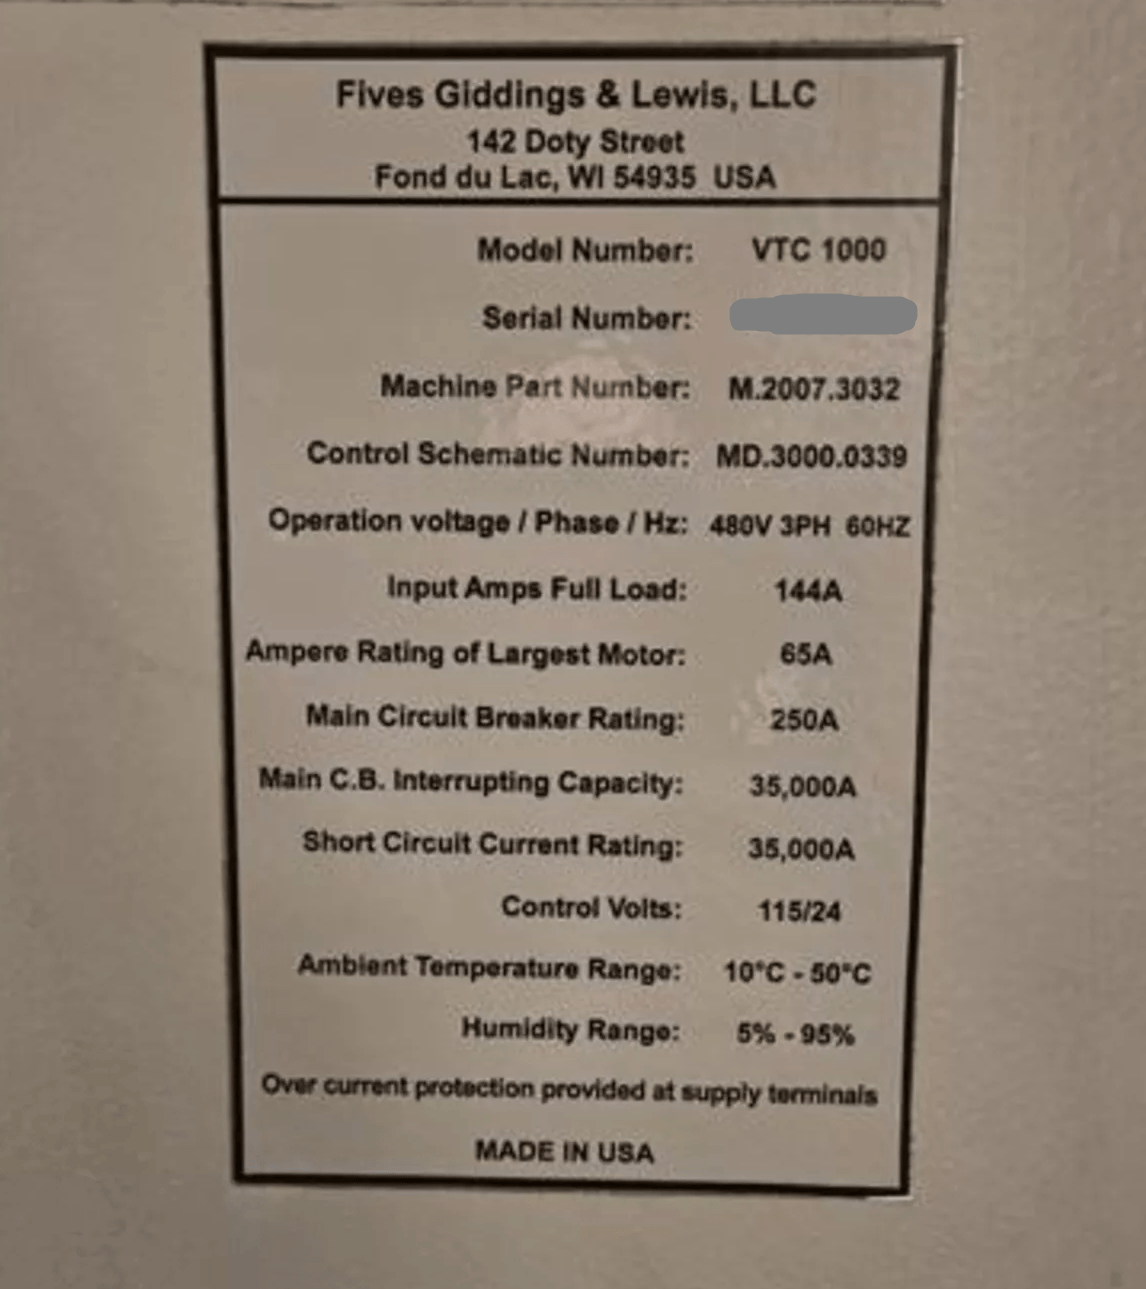 Fives Giddings & Lewis, LLC
142 Doty Street
Fond du Lac, WI 54935 USA
Model Number: VTC 1000
Serial Number:
Machine Part Number: M.2007.3032
Control Schematic Number: MD.3000.0339
Operation voltage / Phase / Hz: 480V 3PH 60HZ
Input Amps Full Load: 144A
Ampere Rating of Largest Motor: 65A
Main Circuit Breaker Rating: 250A
Main C.B. Interrupting Capacity: 35,000A
Short Circuit Current Rating: 35,000A
Control Volts: 115/24
Ambient Temperature Range: 10°C - 50°C
Humidity Range: 5% - 95%
Over current protection provided at supply terminals
MADE IN USA